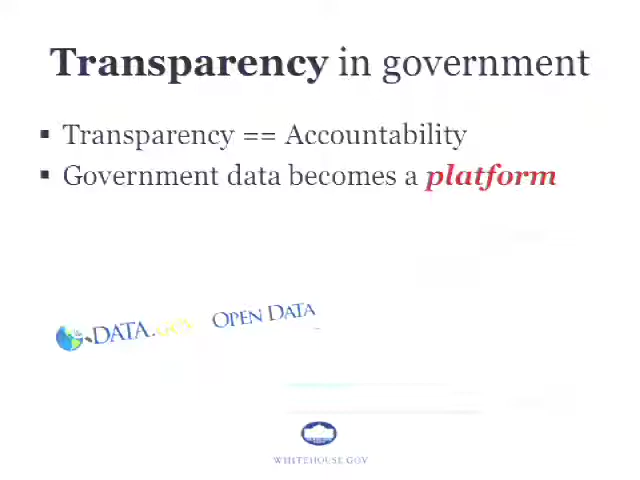 Transparency in government
▪ Transparency == Accountability
▪ Government data becomes a platform
DATA.GOV OPEN DATA
WHITEHOUSE.GOV